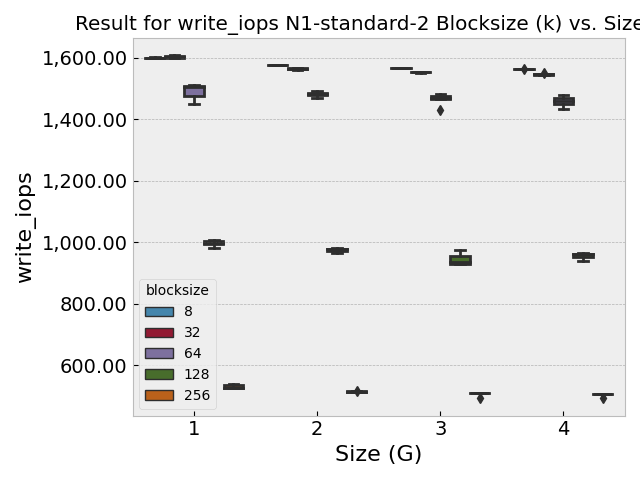 Result for write_iops N1-standard-2 Blocksize (k) vs. Size
1,600.00
1,400.00
1,200.00
1,000.00
800.00
600.00
write_iops
blocksize
8
32
64
128
256
1 2 3 4
Size (G)